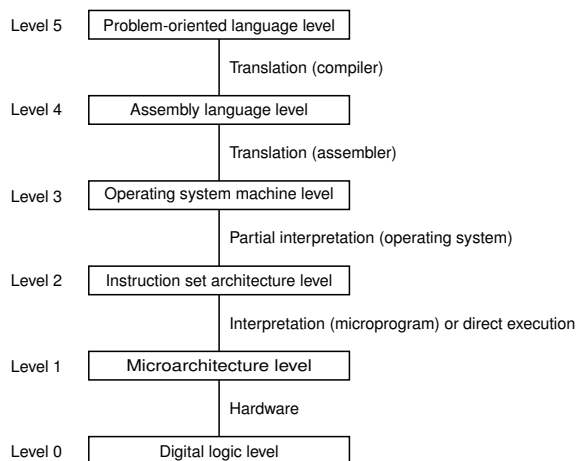 Level 5 Problem-oriented language level
Translation (compiler)
Level 4 Assembly language level
Translation (assembler)
Level 3 Operating system machine level
Partial interpretation (operating system)
Level 2 Instruction set architecture level
Interpretation (microprogram) or direct execution
Level 1 Microarchitecture level
Hardware
Level 0 Digital logic level